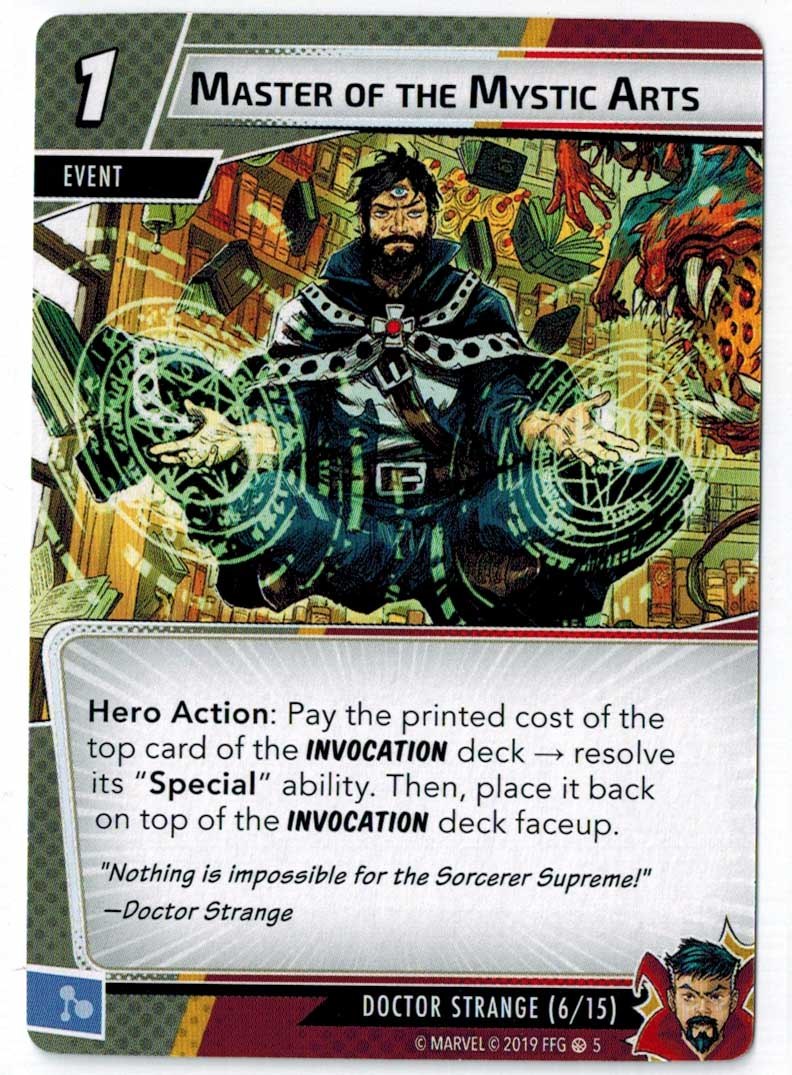 1
MASTER OF THE MYSTIC ARTS
EVENT
Hero Action: Pay the printed cost of the
top card of the INVOCATION deck → resolve
its "Special" ability. Then, place it back
on top of the INVOCATION deck faceup.
"Nothing is impossible for the Sorcerer Supreme!"
—Doctor Strange
DOCTOR STRANGE (6/15)
© MARVEL © 2019 FFG 5